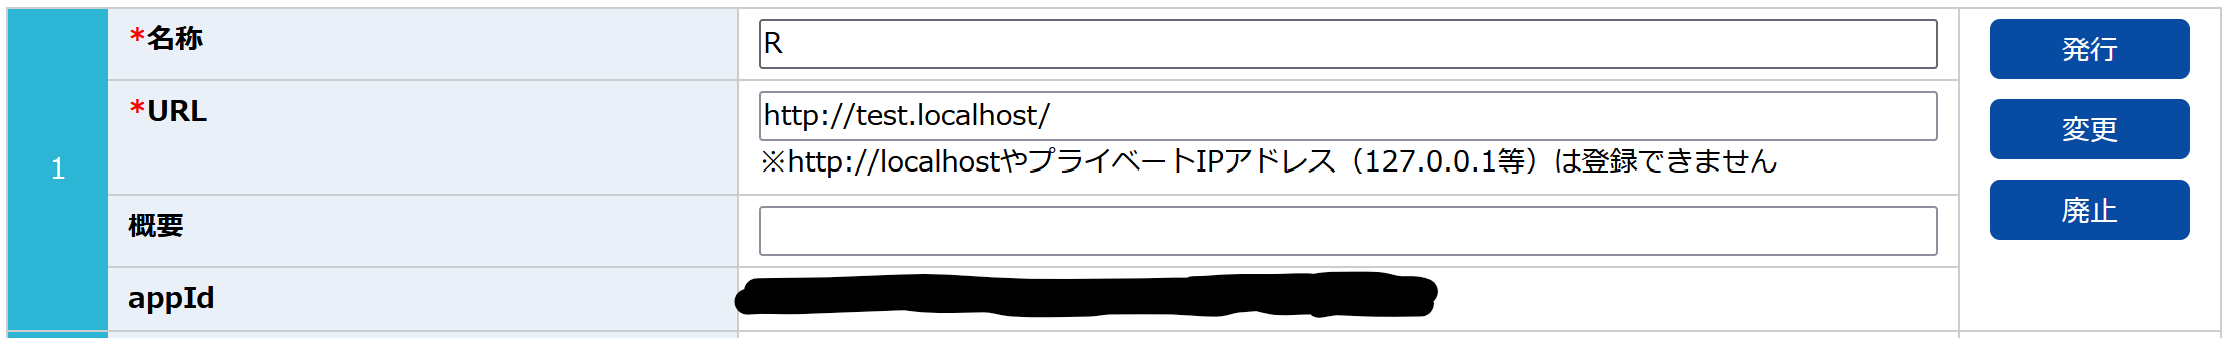 1
*名称
R
*URL
http://test.localhost/
※http://localhostやプライベートIPアドレス（127.0.0.1等）は登録できません
概要
appId
発行
変更
廃止